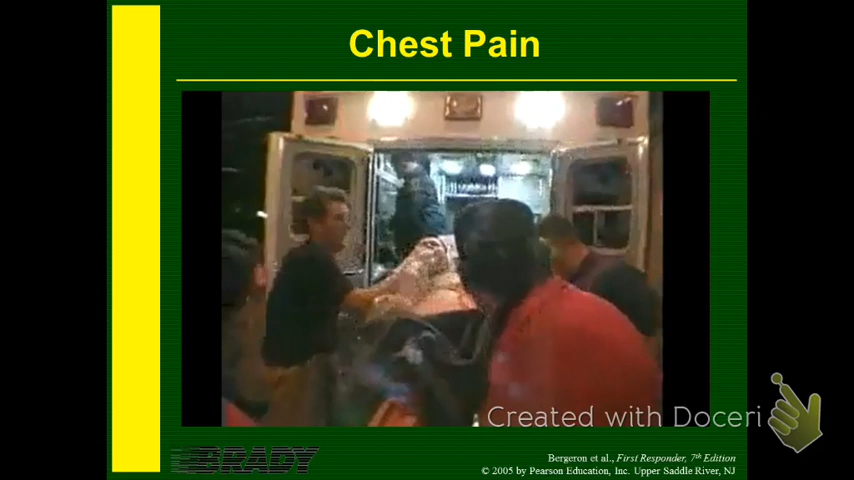 Chest Pain
Created with Doceri
BRADY
Bergeron et al., First Responder, 7th Edition
© 2005 by Pearson Education, Inc. Upper Saddle River, NJ